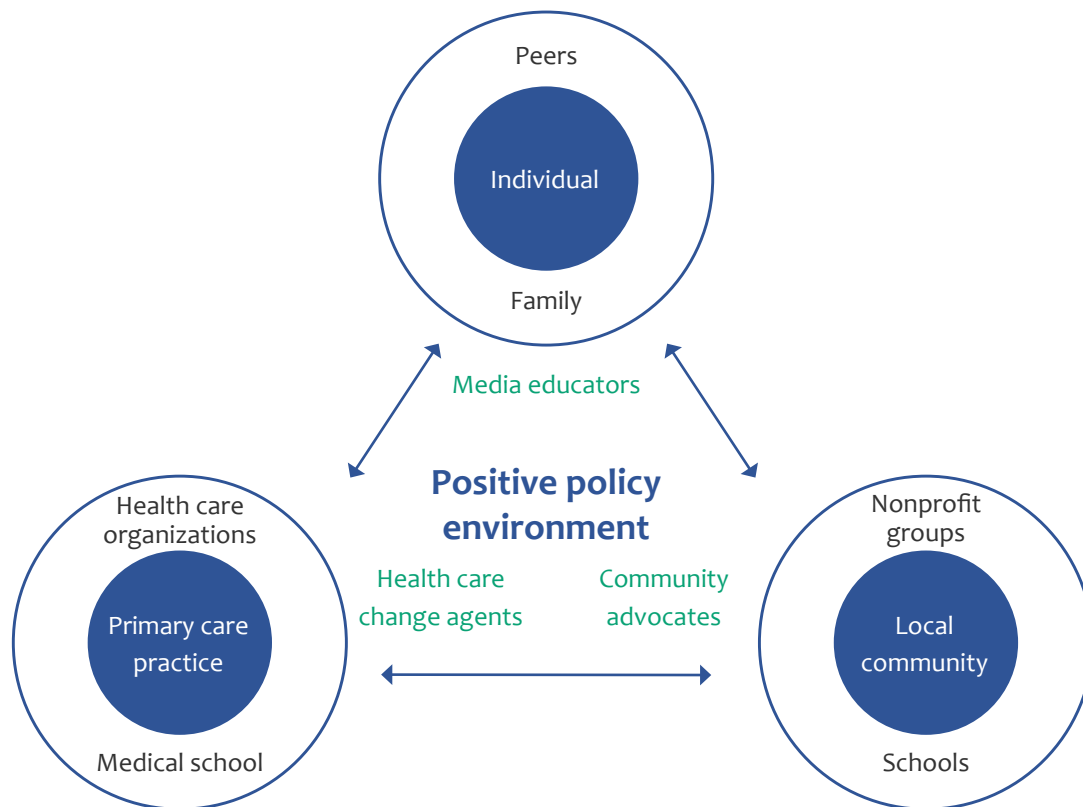 Peers
Individual
Family
Media educators
Positive policy
environment
Health care
change agents
Community
advocates
Health care
organizations
Primary care
practice
Medical school
Nonprofit
groups
Local
community
Schools